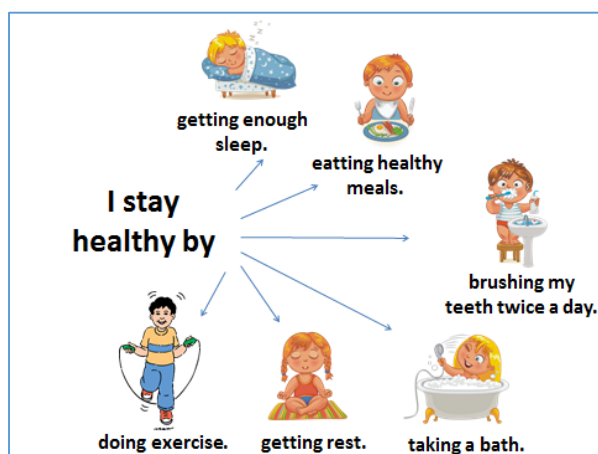 getting enough
sleep.
eatting healthy
meals.
I stay
healthy by
brushing my
teeth twice a day.
doing exercise.
getting rest.
taking a bath.